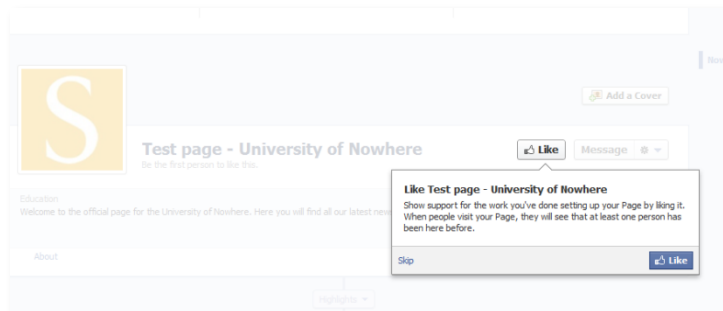 Now
S
Add a Cover
Test page - University of Nowhere
Like
Message
Be the first person to like this.
Like Test page - University of Nowhere
Show support for the work you've done setting up your Page by liking it.
When people visit your Page, they will see that at least one person has
been here before.
Education
Welcome to the official page for the University of Nowhere. Here you will find all our latest new
Skip
Like
About
Highlights